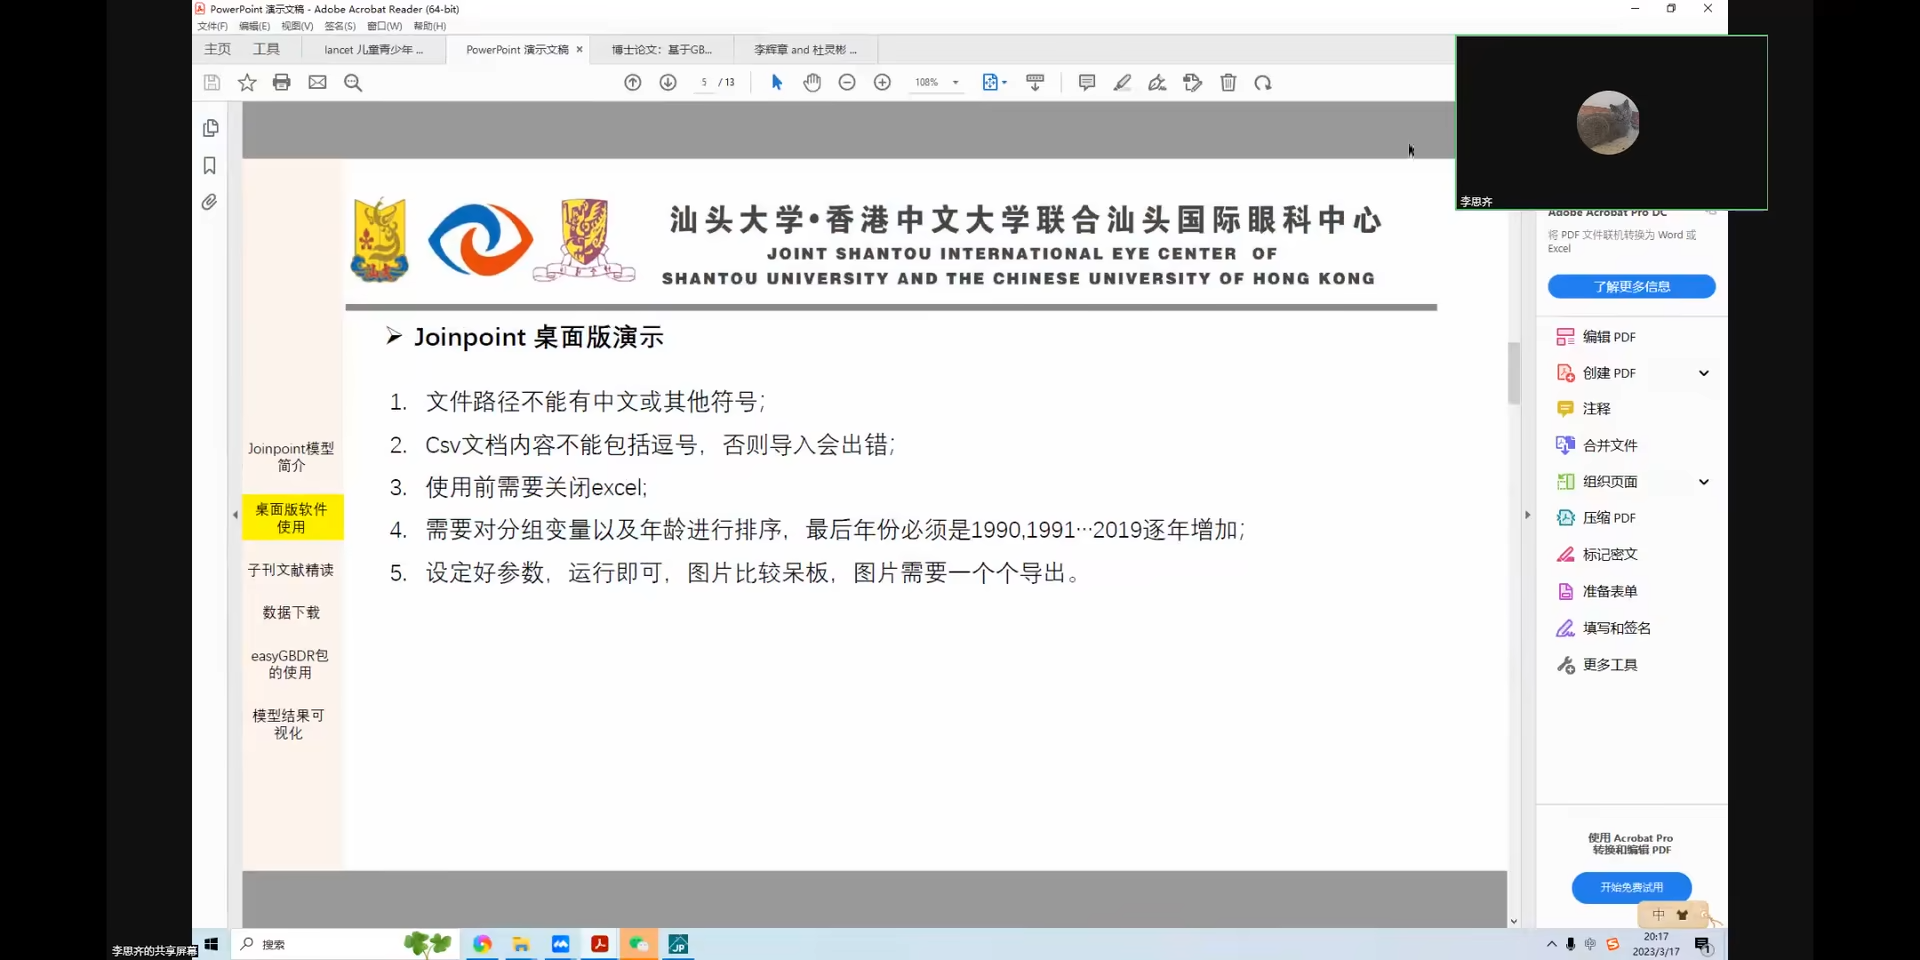 PowerPoint 演示文稿 - Adobe Acrobat Reader (64-bit)
文件(F) 编辑(E) 视图(V) 签名(S) 窗口(W) 帮助(H)
主页 工具 lancet 儿童青少年 ... PowerPoint 演示文稿 × 博士论文：基于GB... 李辉章 and 杜灵彬 ...
5 / 13 108%
李思齐
Adobe Acrobat Pro DC
将 PDF 文件联机转换为 Word 或
Excel
了解更多信息
编辑 PDF
创建 PDF
注释
合并文件
组织页面
压缩 PDF
标记密文
准备表单
填写和签名
更多工具
使用 Acrobat Pro
转换和编辑 PDF
开始免费试用
汕头大学•香港中文大学联合汕头国际眼科中心
JOINT SHANTOU INTERNATIONAL EYE CENTER OF
SHANTOU UNIVERSITY AND THE CHINESE UNIVERSITY OF HONG KONG
Joinpoint 桌面版演示
1. 文件路径不能有中文或其他符号;
2. Csv文档内容不能包括逗号，否则导入会出错;
3. 使用前需要关闭excel;
4. 需要对分组变量以及年龄进行排序，最后年份必须是1990,1991…2019逐年增加;
5. 设定好参数，运行即可，图片比较呆板，图片需要一个个导出。
Joinpoint模型
简介
桌面版软件
使用
子刊文献精读
数据下载
easyGBDR包
的使用
模型结果可
视化
中
李思齐的共享屏幕
搜索
JP
中
20:17
2023/3/17
1